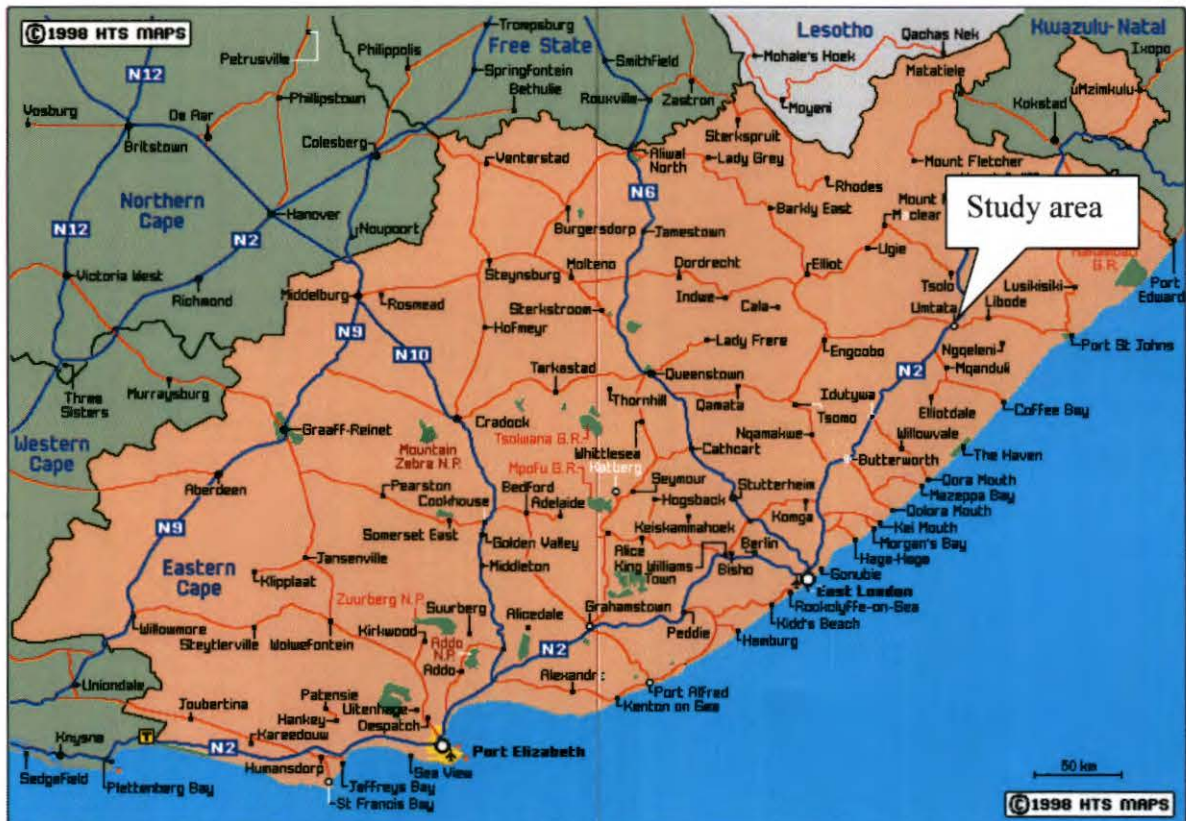 ©1998 HTS MAPS
Trompsburg
Lesotho
Qachas Nek
Kwazulu-Natal
Philippolis
Free State
Ixopo
Petrusville
Smithfield
Mohale's Hoek
N12
Springfontein
Matatiele
uMzimkulu
Phillipstown
Bethulie
Rouxville
Zastron
Moyeni
Kokstad
Vosburg
De Aar
Sterkspruit
Britstown
Colesberg
Venterstad
Aliwal
North
Lady Grey
Mount Fletcher
Northern
Cape
N6
Rhodes
Study area
Hanover
Burgersdorp
Barkly East
N12
N2
Noupoort
Jamestown
Ugie
Victoria West
Steynsburg
Molteno
Dordrecht
Elliot
Tsolo
Lusikisiki
G.R.
Port
Edward
Richmond
Middelburg
Rosmead
Sterkstroom
Indwe
Cala
Umtata
Libode
N9
Hofmeyr
N10
Lady Frere
Engcobo
Ngqeleni
Port St Johns
Three
Sisters
Tarkastad
Queenstown
N2
Mqanduli
Murraysburg
Thornhill
Qamata
Idutywa
Tsomo
Elliotdale
Coffee Bay
Western
Cape
Graaff-Reinet
Cradock
Tsolwana G.R.
Nqamakwe
Willowvale
Mountain
Zebra N.P.
Whittlesea
Cathcart
The Haven
Mpofu G.R.
Katberg
Butterworth
Aberdeen
Pearston
Bedford
Seymour
Stutterheim
Qora Mouth
Mazeppa Bay
Cookhouse
Adelaide
Hogsback
Komga
Qolora Mouth
N9
Somerset East
Keiskammahoek
Kei Mouth
Golden Valley
Berlin
Morgan's Bay
Jansenville
Alice
Haga-Haga
Eastern
Cape
Klipplaat
Middleton
King Williams
Town
Bisho
Gonubie
East London
Zuurberg N.P.
Suurberg
Alicedale
Grahamstown
Rockclyffe-on-Sea
Willowmore
Kirkwood
Peddie
Kidd's Beach
Steytlerville
Wolwefontein
Addo
N.P.
N2
Hamburg
Addo
Uniondale
Patensie
Alexandria
Port Alfred
Joubertina
Uitenhage
Kenton on Sea
Hankey
Despatch
Knysna
T
Kareedouw
N2
Port Elizabeth
Sedgefield
Humansdorp
Sea View
50 km
Plettenberg Bay
Jeffreys Bay
St Francis Bay
©1998 HTS MAPS